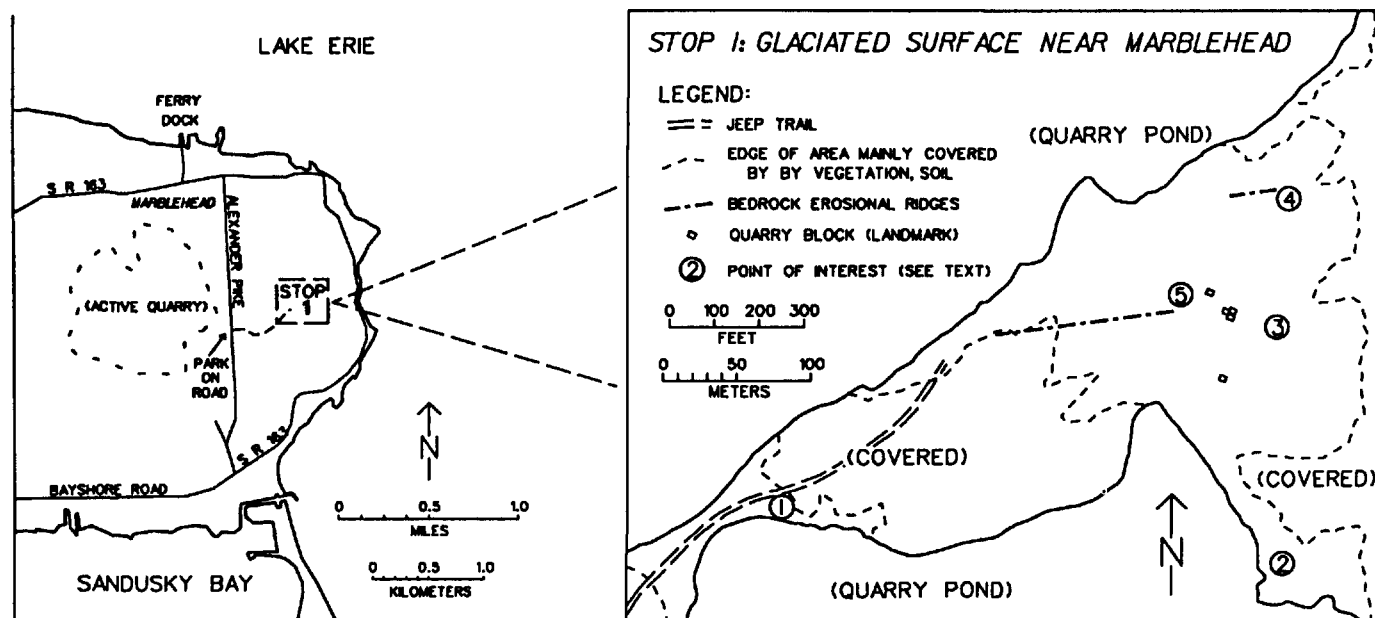 LAKE ERIE
FERRY
DOCK
S R 163
MARBLEHEAD
ALEXANDER PIKE
(ACTIVE QUARRY)
STOP
1
PARK
ON
ROAD
N
S R 163
BAYSHORE ROAD
0 0.5 1.0
MILES
0 0.5 1.0
KILOMETERS
SANDUSKY BAY
STOP 1: GLACIATED SURFACE NEAR MARBLEHEAD
LEGEND:
JEEP TRAIL
EDGE OF AREA MAINLY COVERED
BY BY VEGETATION, SOIL
BEDROCK EROSIONAL RIDGES
QUARRY BLOCK (LANDMARK)
2 POINT OF INTEREST (SEE TEXT)
0 100 200 300
FEET
0 50 100
METERS
(QUARRY POND)
4
5
3
(COVERED)
(COVERED)
1
N
2
(QUARRY POND)